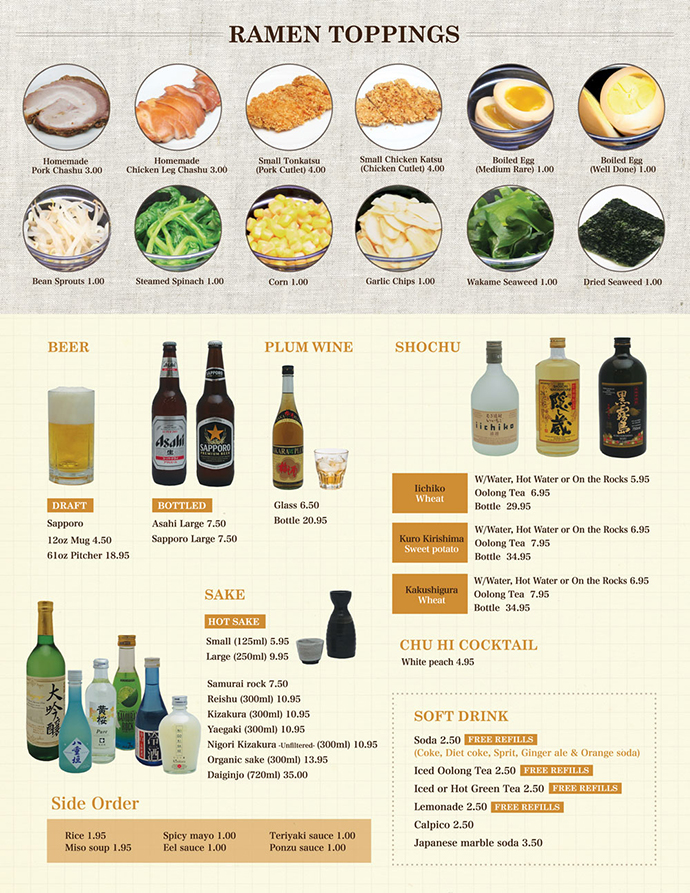 RAMEN TOPPINGS
Homemade
Pork Chashu 3.00
Homemade
Chicken Leg Chashu 3.00
Small Tonkatsu
(Pork Cutlet) 4.00
Small Chicken Katsu
(Chicken Cutlet) 4.00
Boiled Egg
(Medium Rare) 1.00
Boiled Egg
(Well Done) 1.00
Bean Sprouts 1.00
Steamed Spinach 1.00
Corn 1.00
Garlic Chips 1.00
Wakame Seaweed 1.00
Dried Seaweed 1.00
BEER
DRAFT
Sapporo
12oz Mug 4.50
61oz Pitcher 18.95
Asahi
SAPPORO
BOTTLED
Asahi Large 7.50
Sapporo Large 7.50
PLUM WINE
Glass 6.50
Bottle 20.95
SHOCHU
iichiko
隠し蔵
黒霧島
Iichiko
Wheat
W/Water, Hot Water or On the Rocks 5.95
Oolong Tea 6.95
Bottle 29.95
Kuro Kirishima
Sweet potato
W/Water, Hot Water or On the Rocks 6.95
Oolong Tea 7.95
Bottle 34.95
Kakushigura
Wheat
W/Water, Hot Water or On the Rocks 6.95
Oolong Tea 7.95
Bottle 34.95
CHU HI COCKTAIL
White peach 4.95
大吟醸
八重垣
黄桜
Pure
冷酒
SAKE
HOT SAKE
Small (125ml) 5.95
Large (250ml) 9.95
Samurai rock 7.50
Reishu (300ml) 10.95
Kizakura (300ml) 10.95
Yaegaki (300ml) 10.95
Nigori Kizakura -Unfiltered- (300ml) 10.95
Organic sake (300ml) 13.95
Daiginjo (720ml) 35.00
SOFT DRINK
Soda 2.50 FREE REFILLS
(Coke, Diet coke, Sprit, Ginger ale & Orange soda)
Iced Oolong Tea 2.50 FREE REFILLS
Iced or Hot Green Tea 2.50 FREE REFILLS
Lemonade 2.50 FREE REFILLS
Calpico 2.50
Japanese marble soda 3.50
Side Order
Rice 1.95
Miso soup 1.95
Spicy mayo 1.00
Eel sauce 1.00
Teriyaki sauce 1.00
Ponzu sauce 1.00